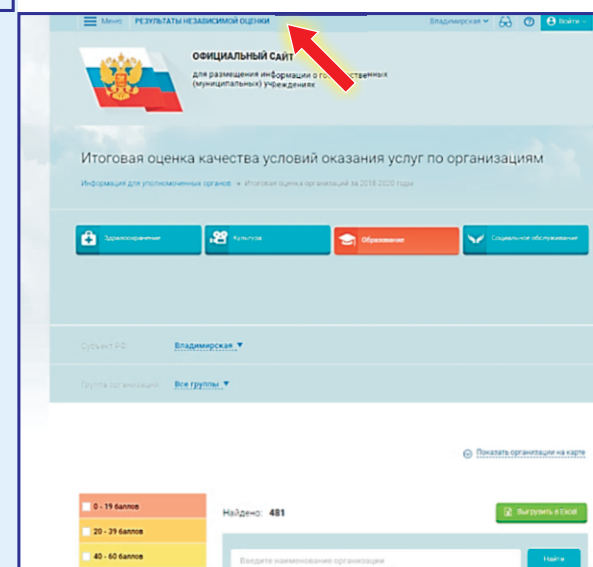 Меню РЕЗУЛЬТАТЫ НЕЗАВИСИМОЙ ОЦЕНКИ Владимирская Войти
ОФИЦИАЛЬНЫЙ САЙТ
для размещения информации о государственных
(муниципальных) учреждениях
Итоговая оценка качества условий оказания услуг по организациям
Информация для уполномоченных органов → Итоговая оценка организаций за 2018-2020 годы
Здравоохранение Культура Образование Социальное обслуживание
Субъект РФ: Владимирская ▼
Группа организаций: Все группы ▼
Показать организации на карте
0 - 19 баллов
Найдено: 481 Выгрузить в Excel
20 - 39 баллов
40 - 60 баллов
Введите наименование организации Найти